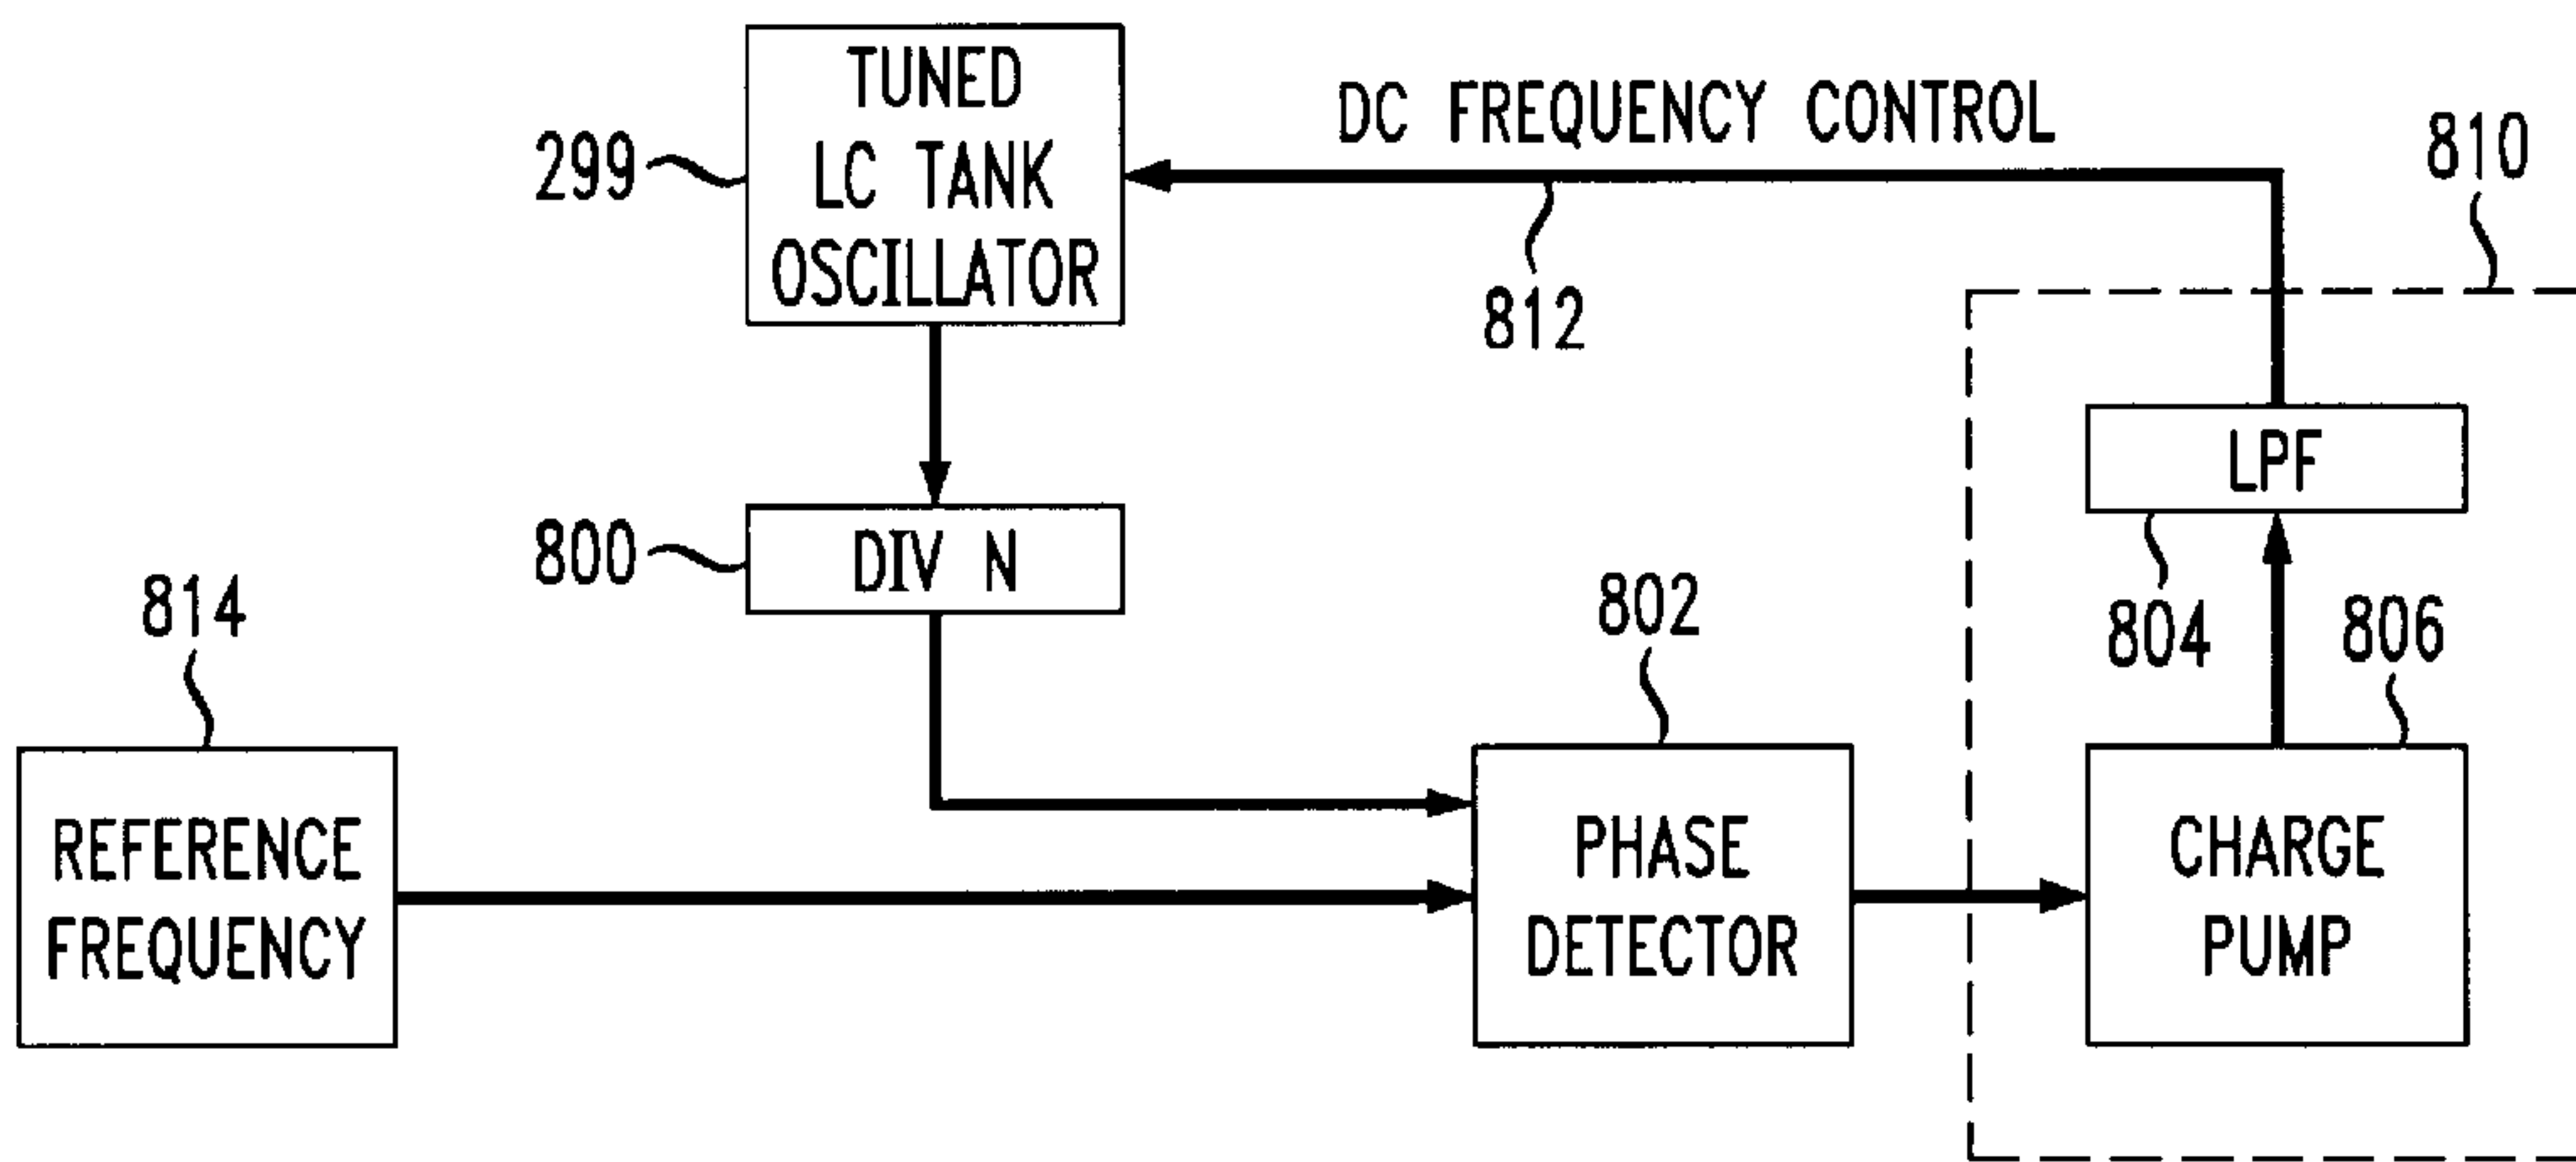 TUNED
LC TANK
OSCILLATOR
299
DC FREQUENCY CONTROL
812
810
LPF
804
806
DIV N
800
814
802
REFERENCE
FREQUENCY
PHASE
DETECTOR
CHARGE
PUMP